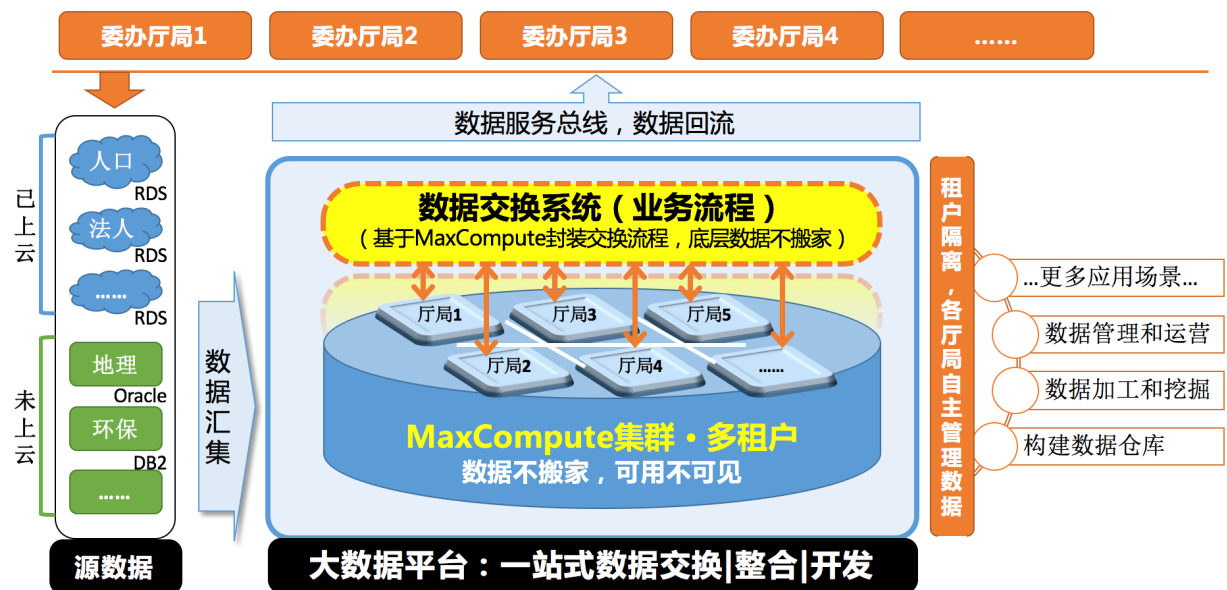 委办厅局1
委办厅局2
委办厅局3
委办厅局4
……
数据服务总线，数据回流
已上云
人口
RDS
法人
RDS
……
RDS
未上云
地理
Oracle
环保
DB2
……
源数据
数据汇集
数据交换系统（业务流程）
（基于MaxCompute封装交换流程，底层数据不搬家）
厅局1
厅局3
厅局5
厅局2
厅局4
……
MaxCompute集群·多租户
数据不搬家，可用不可见
大数据平台：一站式数据交换|整合|开发
租户隔离，各厅局自主管理数据
...更多应用场景...
数据管理和运营
数据加工和挖掘
构建数据仓库